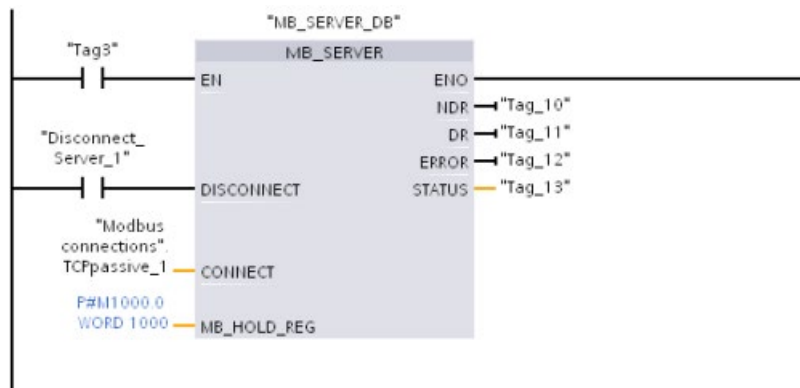 "MB_SERVER_DB"
"Tag3"
MB_SERVER
EN
ENO
NDR
"Tag_10"
DR
"Tag_11"
"Disconnect_
Server_1"
ERROR
"Tag_12"
DISCONNECT
STATUS
"Tag_13"
"Modbus
connections".
TCPpassive_1
CONNECT
P#M1000.0
WORD 1000
MB_HOLD_REG